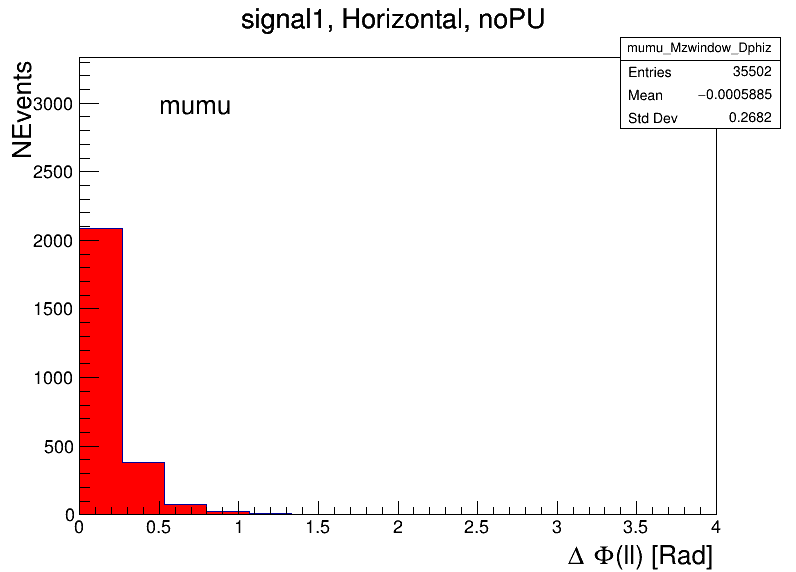 signal1, Horizontal, noPU
mumu_Mzwindow_Dphiz
Entries 35502
Mean −0.0005885
Std Dev 0.2682
NEvents
mumu
3000
2500
2000
1500
1000
500
0
0 0.5 1 1.5 2 2.5 3 3.5 4
Δ Φ(ll) [Rad]